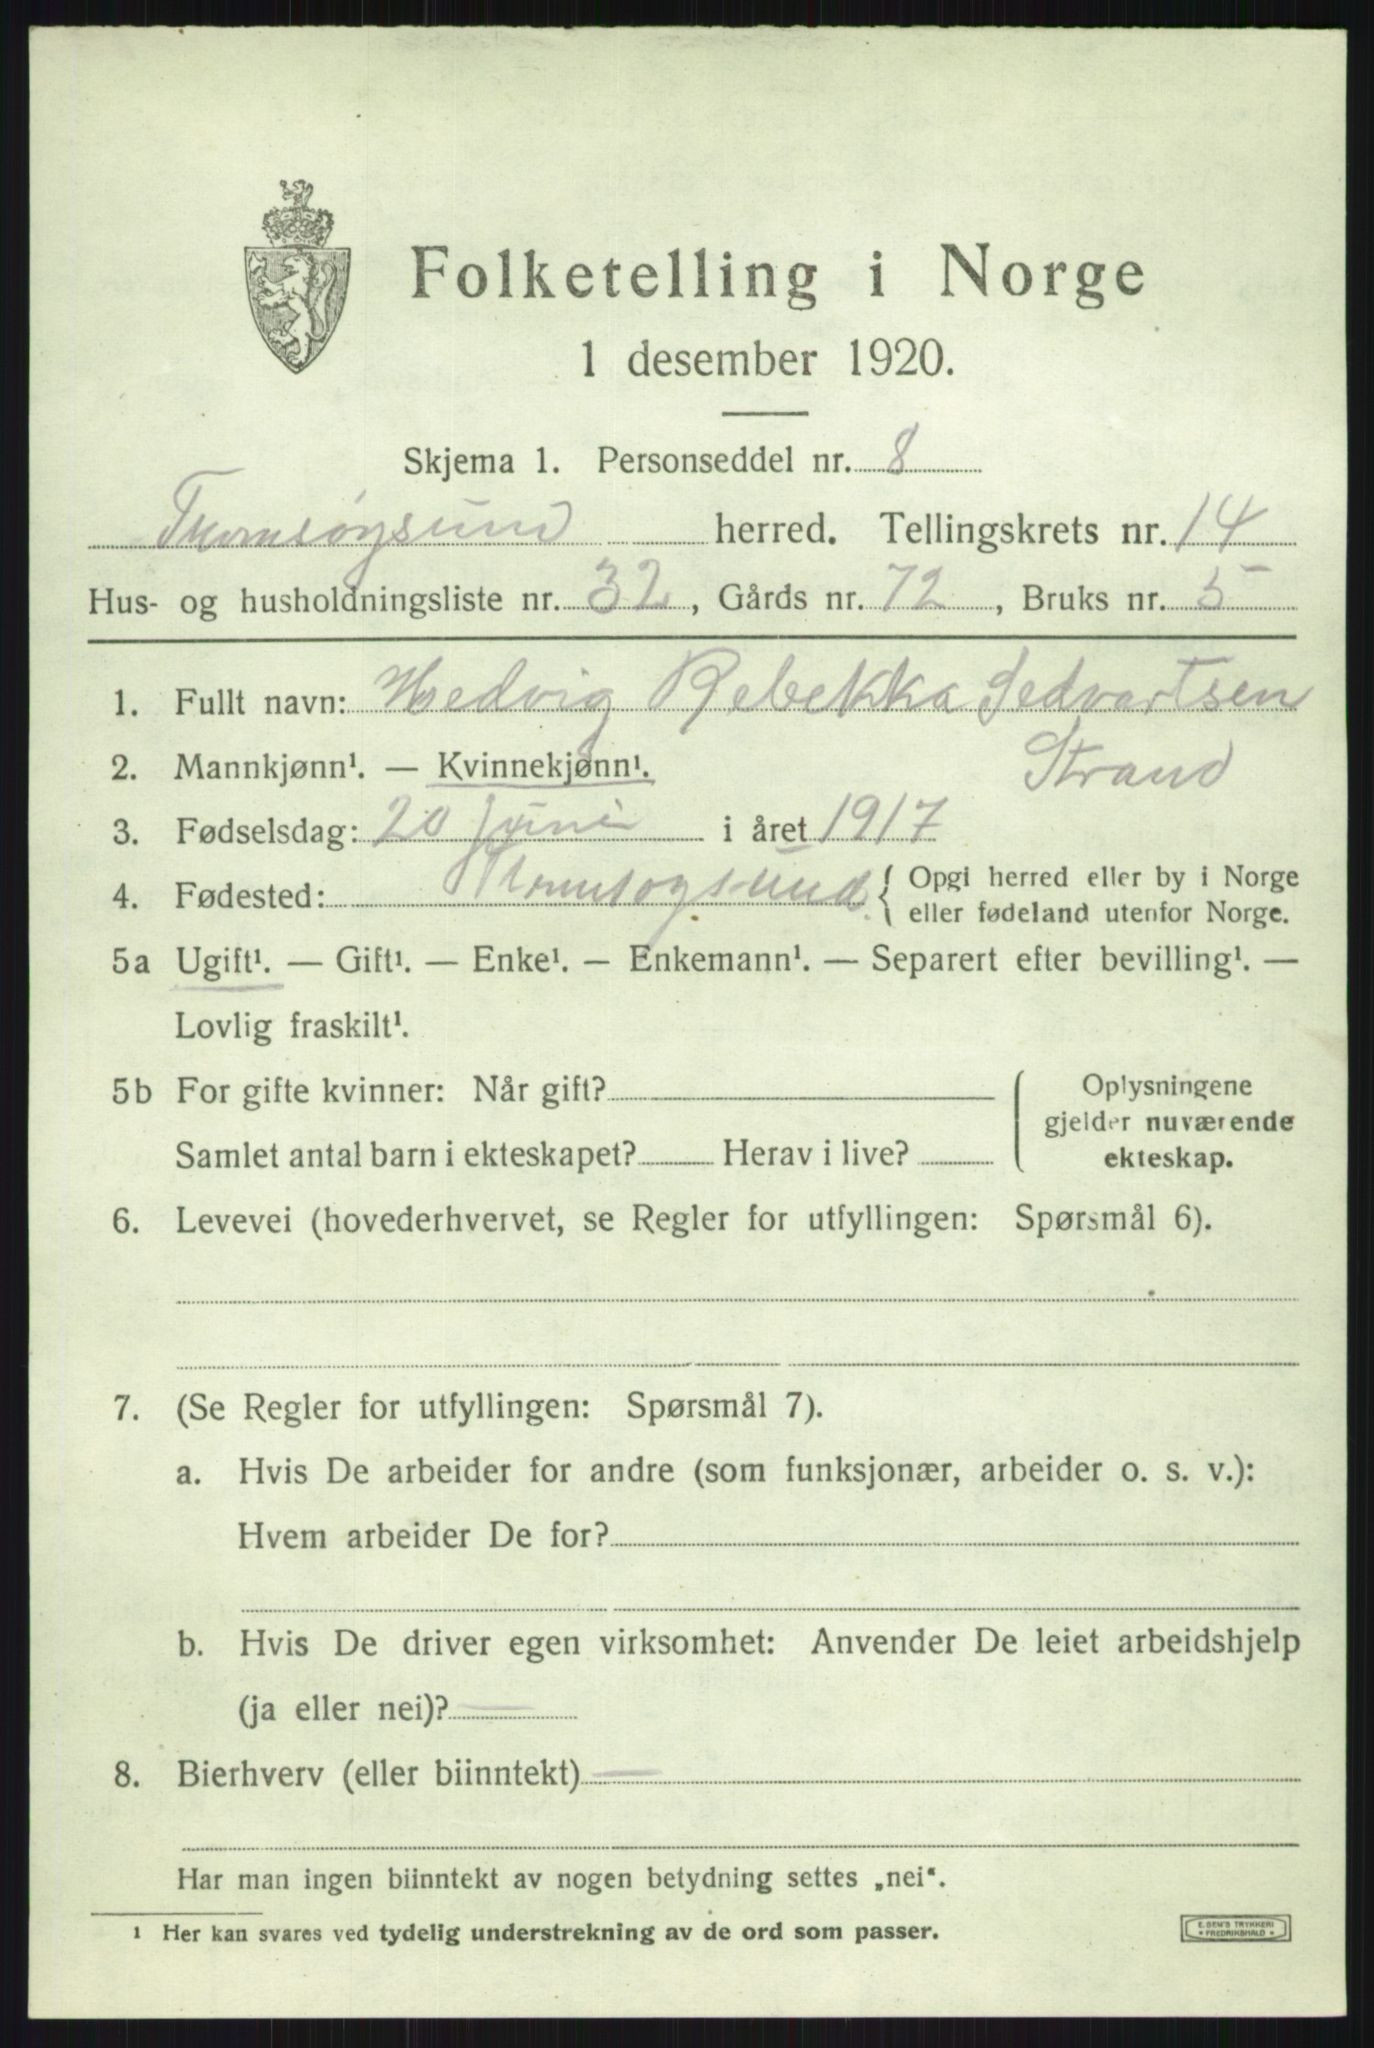 Folketelling i Norge
1 desember 1920.
Skjema 1. Personseddel nr. 8
Tromsøysund herred. Tellingskrets nr. 14
Hus- og husholdningsliste nr. 32, Gårds nr. 72, Bruks nr. 5
1. Fullt navn: Hedvig Rebekka Sedvartsen
Strand
2. Mannkjønn¹. — Kvinnekjønn¹.
3. Fødselsdag: 20 Juni i året 1917
4. Fødested: Tromsøysund. { Opgi herred eller by i Norge
eller fødeland utenfor Norge.
5a Ugift¹. — Gift¹. — Enke¹. — Enkemann¹. — Separert efter bevilling¹. —
Lovlig fraskilt¹.
5b For gifte kvinner: Når gift?
Samlet antal barn i ekteskapet? Herav i live?
Oplysningene
gjelder nuværende
ekteskap.
6. Levevei (hovederhvervet, se Regler for utfyllingen: Spørsmål 6).
7. (Se Regler for utfyllingen: Spørsmål 7).
a. Hvis De arbeider for andre (som funksjonær, arbeider o. s. v.):
Hvem arbeider De for?
b. Hvis De driver egen virksomhet: Anvender De leiet arbeidshjelp
(ja eller nei)? —
8. Bierhverv (eller biinntekt) —
Har man ingen biinntekt av nogen betydning settes „nei“.
¹ Her kan svares ved tydelig understrekning av de ord som passer.
E. SEM'S TRYKKERI
* FREDRIKSHALD *